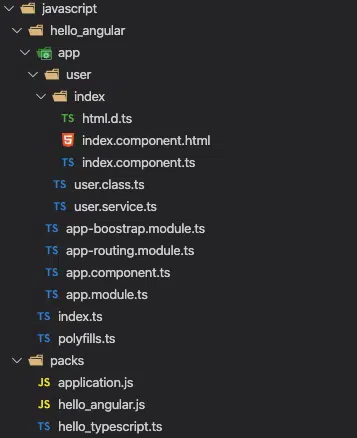 javascript
hello_angular
app
user
index
TS html.d.ts
5 index.component.html
TS index.component.ts
TS user.class.ts
TS user.service.ts
TS app-boostrap.module.ts
TS app-routing.module.ts
TS app.component.ts
TS app.module.ts
TS index.ts
TS polyfills.ts
packs
JS application.js
JS hello_angular.js
TS hello_typescript.ts